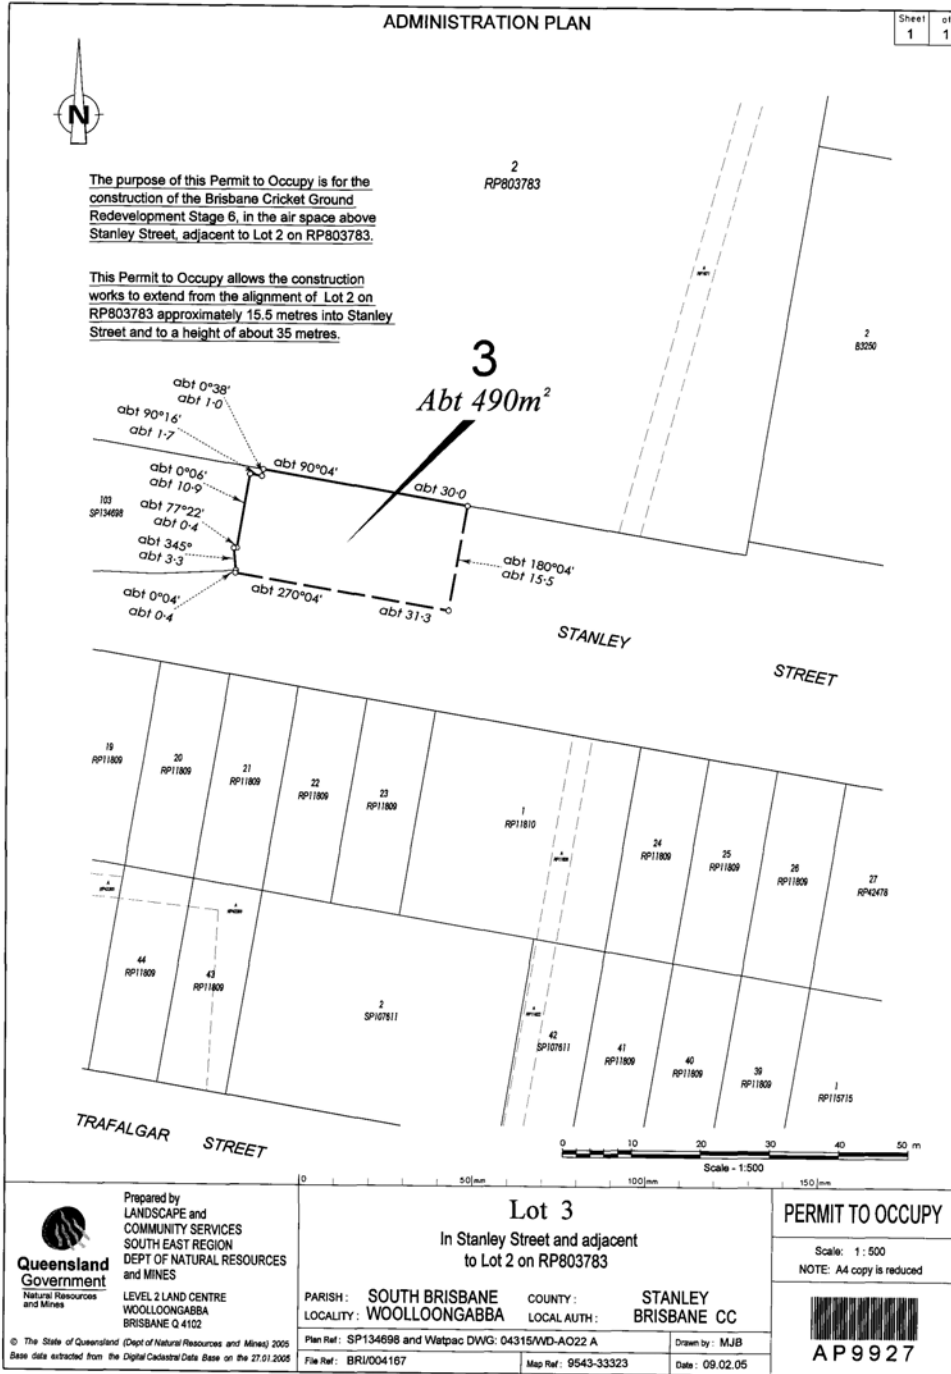 ADMINISTRATION PLAN
Sheet of
1 1
N
The purpose of this Permit to Occupy is for the
construction of the Brisbane Cricket Ground
Redevelopment Stage 6, in the air space above
Stanley Street, adjacent to Lot 2 on RP803783.
This Permit to Occupy allows the construction
works to extend from the alignment of Lot 2 on
RP803783 approximately 15.5 metres into Stanley
Street and to a height of about 35 metres.
2
RP803783
2
B3250
3
Abt 490m²
abt 0°38'
abt 1·0
abt 90°16'
abt 1·7
abt 90°04'
abt 30·0
abt 0°06'
abt 10·9
103
SP134698
abt 77°22'
abt 0·4
abt 345°
abt 3·3
abt 0°04'
abt 0·4
abt 270°04'
abt 31·3
abt 180°04'
abt 15·5
STANLEY STREET
19
RP11809
20
RP11809
21
RP11809
22
RP11809
23
RP11809
1
RP11810
24
RP11809
25
RP11809
26
RP11809
27
RP42478
44
RP11809
43
RP11809
2
SP107611
42
SP107611
41
RP11809
40
RP11809
39
RP11809
1
RP115715
TRAFALGAR STREET
0 10 20 30 40 50 m
Scale - 1:500
0 50mm 100mm 150mm
Queensland
Government
Natural Resources
and Mines
Prepared by
LANDSCAPE and
COMMUNITY SERVICES
SOUTH EAST REGION
DEPT OF NATURAL RESOURCES
and MINES
LEVEL 2 LAND CENTRE
WOOLLOONGABBA
BRISBANE Q 4102
© The State of Queensland (Dept of Natural Resources and Mines) 2005
Base data extracted from the Digital Cadastral Data Base on the 27.01.2005
Lot 3
In Stanley Street and adjacent
to Lot 2 on RP803783
PARISH : SOUTH BRISBANE COUNTY : STANLEY
LOCALITY : WOOLLOONGABBA LOCAL AUTH : BRISBANE CC
Plan Ref : SP134698 and Watpac DWG: 04315/WD-AO22 A Drawn by : MJB
File Ref : BRI/004167 Map Ref : 9543-33323 Date : 09.02.05
PERMIT TO OCCUPY
Scale: 1 : 500
NOTE: A4 copy is reduced
AP9927